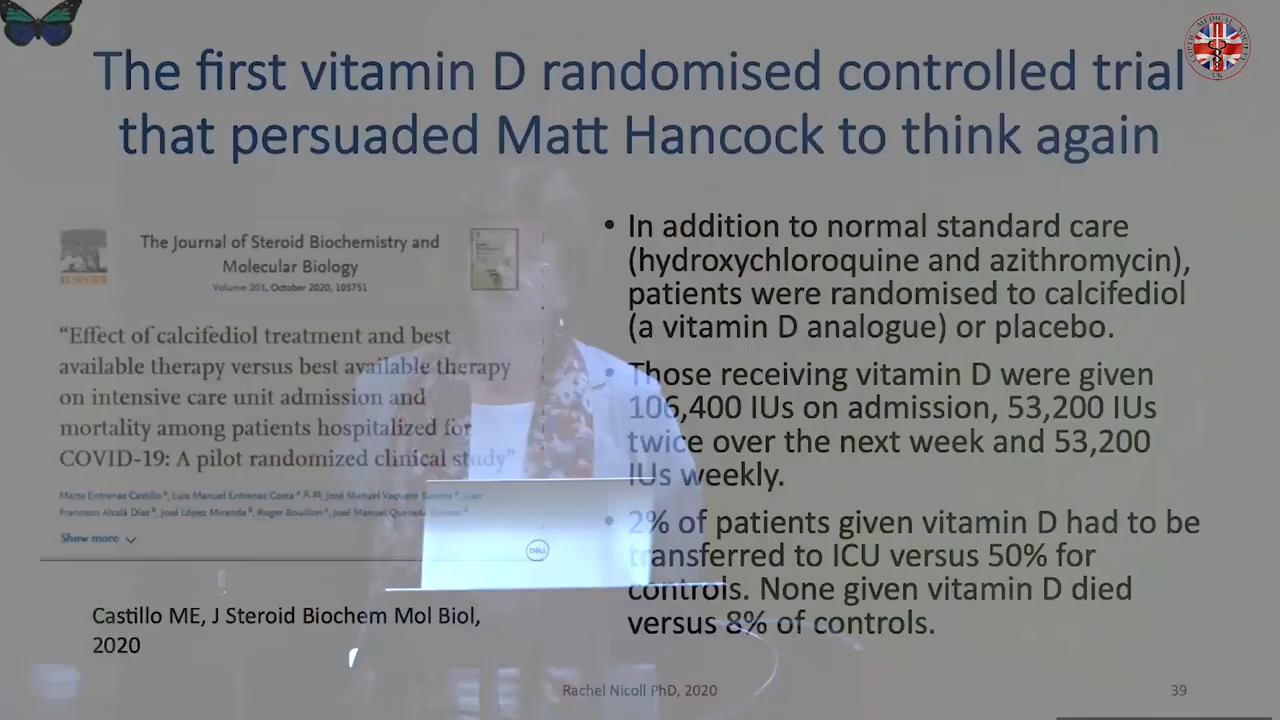 The first vitamin D randomised controlled trial
that persuaded Matt Hancock to think again
COPTIC MEDICAL SOCIETY
UK
ELSEVIER
The Journal of Steroid Biochemistry and
Molecular Biology
Volume 203, October 2020, 105751
“Effect of calcifediol treatment and best
available therapy versus best available therapy
on intensive care unit admission and
mortality among patients hospitalized for
COVID-19: A pilot randomized clinical study”
Marta Entrenas Castillo a, Luis Manuel Entrenas Costa a, José Manuel Vaquero
Francisco Alcalá Díaz b, José López Miranda b, Roger Bouillon, José Manuel Quesada
Show more
Castillo ME, J Steroid Biochem Mol Biol,
2020
• In addition to normal standard care
(hydroxychloroquine and azithromycin),
patients were randomised to calcifediol
(a vitamin D analogue) or placebo.
• Those receiving vitamin D were given
106,400 IUs on admission, 53,200 IUs
twice over the next week and 53,200
IUs weekly.
• 2% of patients given vitamin D had to be
transferred to ICU versus 50% for
controls. None given vitamin D died
versus 8% of controls.
DELL
Rachel Nicoll PhD, 2020
39